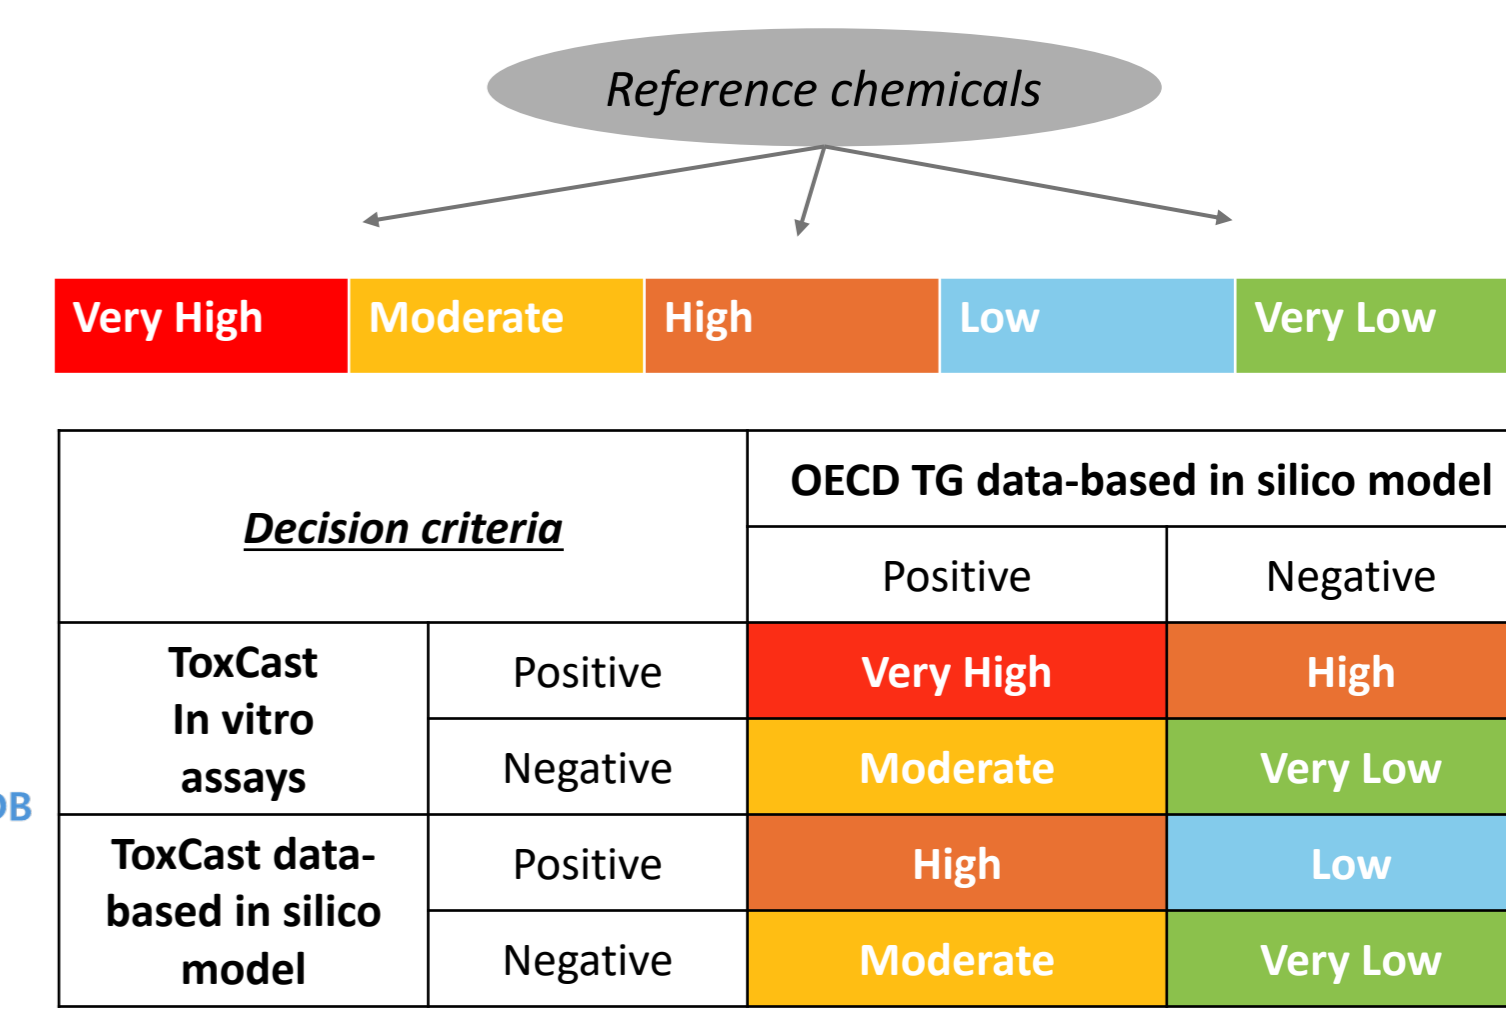 Reference chemicals
Very High Moderate High Low Very Low
Decision criteria
OECD TG data-based in silico model
Positive Negative
ToxCast
In vitro
assays
Positive Very High High
Negative Moderate Very Low
DB
ToxCast data-
based in silico
model
Positive High Low
Negative Moderate Very Low